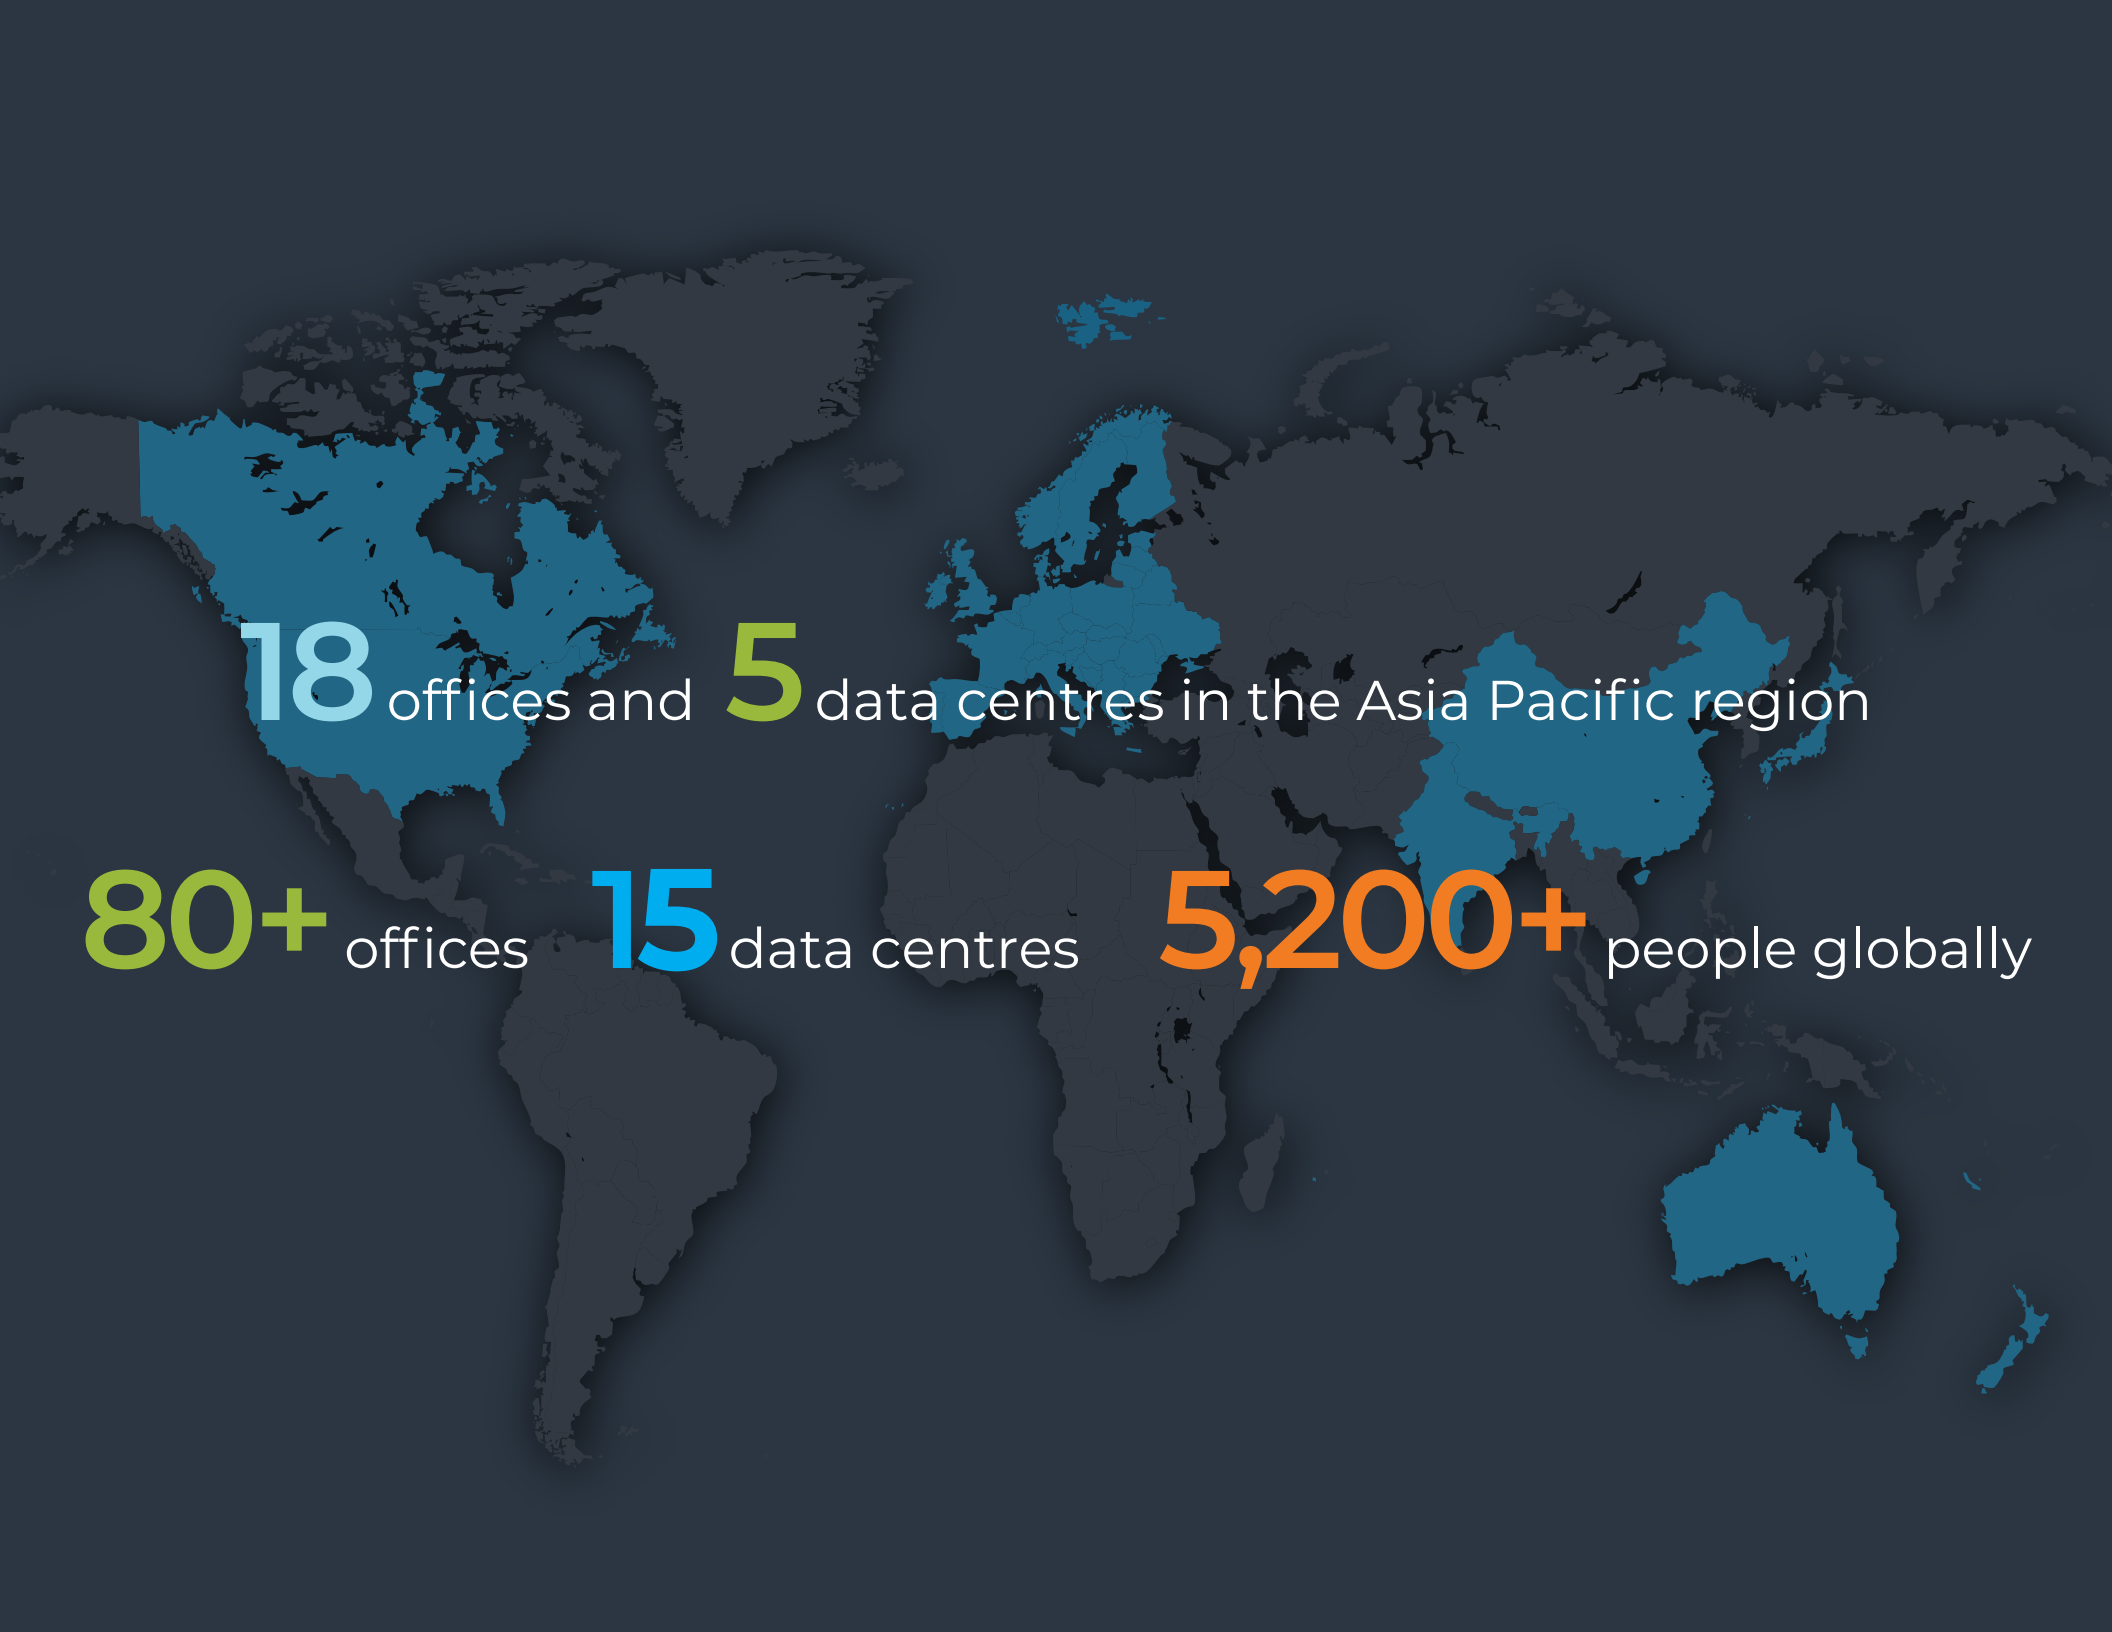 18 offices and 5 data centres in the Asia Pacific region
80+ offices 15 data centres 5,200+ people globally